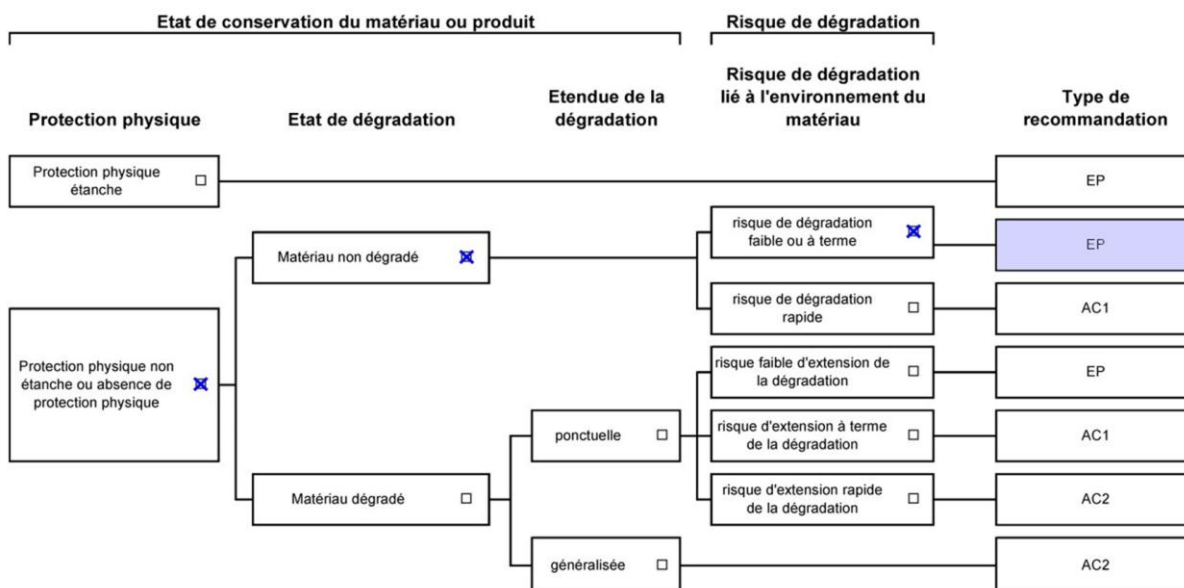 Etat de conservation du matériau ou produit
Risque de dégradation
Protection physique
Etat de dégradation
Etendue de la
dégradation
Risque de dégradation
lié à l'environnement du
matériau
Type de
recommandation
Protection physique
étanche
EP
risque de dégradation
faible ou à terme
EP
Matériau non dégradé
risque de dégradation
rapide
AC1
Protection physique non
étanche ou absence de
protection physique
risque faible d'extension de
la dégradation
EP
ponctuelle
risque d'extension à terme
de la dégradation
AC1
Matériau dégradé
risque d'extension rapide
de la dégradation
AC2
généralisée
AC2